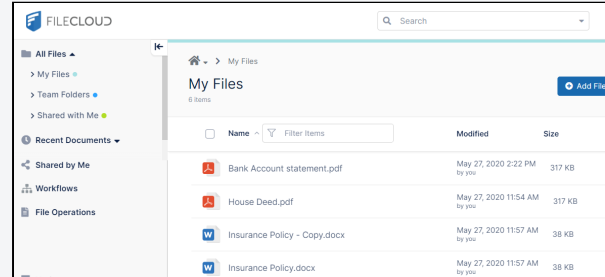 FILECLOUD
Search
All Files
My Files
Team Folders
Shared with Me
Recent Documents
Shared by Me
Workflows
File Operations
My Files
My Files
6 items
Add File
Name Filter Items Modified Size
Bank Account statement.pdf May 27, 2020 2:22 PM 317 KB
by you
House Deed.pdf May 27, 2020 11:54 AM 317 KB
by you
Insurance Policy - Copy.docx May 27, 2020 11:57 AM 38 KB
by you
Insurance Policy.docx May 27, 2020 11:57 AM 38 KB
by you